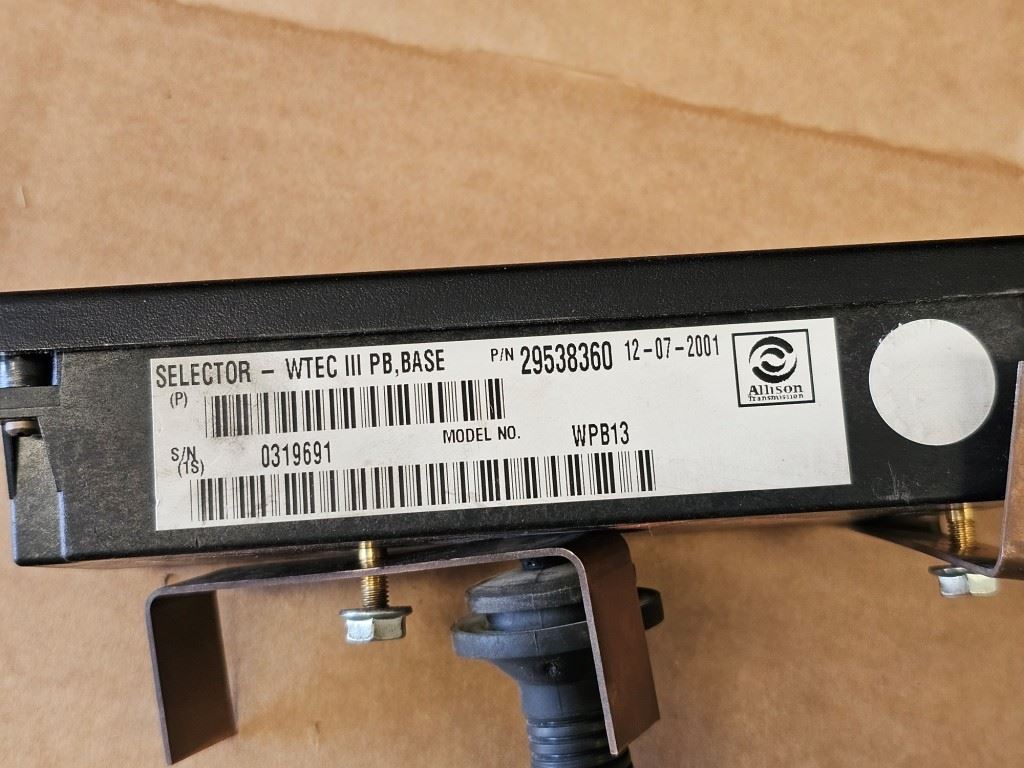 SELECTOR - WTEC III PB,BASE P/N 29538360 12-07-2001
(P)
Allison
Transmission
S/N 0319691 MODEL NO. WPB13
(1S)